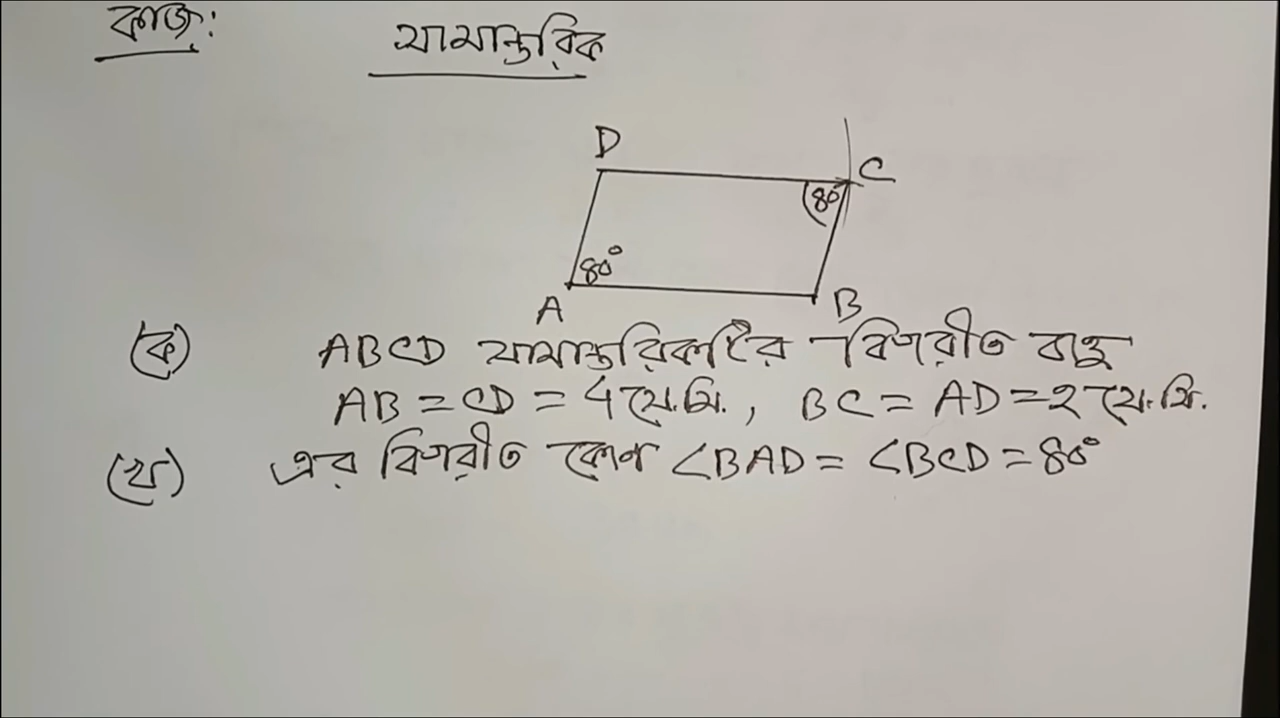 কাজ:
সামান্তরিক
D
C
80
80°
A
B
(ক) ABCD সামান্তরিকটির বিপরীত বাহু
AB = CD = 4 সে.মি., BC = AD = 2 সে.মি.
(খ) এর বিপরীত কোণ ∠BAD = ∠BCD = 80°